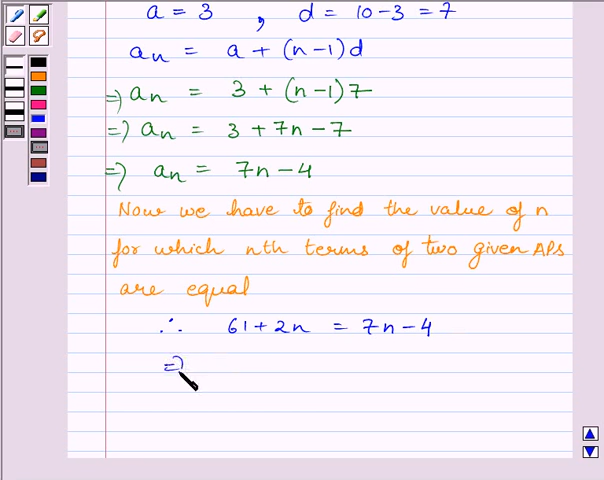 a = 3 , d = 10 - 3 = 7
an = a + (n-1)d
=) an = 3 + (n-1)7
=) an = 3 + 7n - 7
=) an = 7n - 4
Now we have to find the value of n
for which nth terms of two given APs
are equal
∴ 61 + 2n = 7n - 4
=)